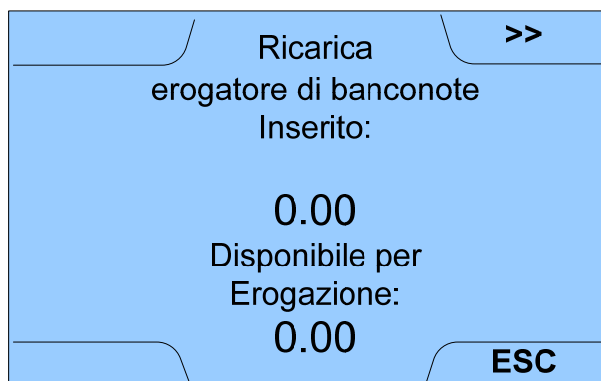 >>
Ricarica
erogatore di banconote
Inserito:
0.00
Disponibile per
Erogazione:
0.00
ESC